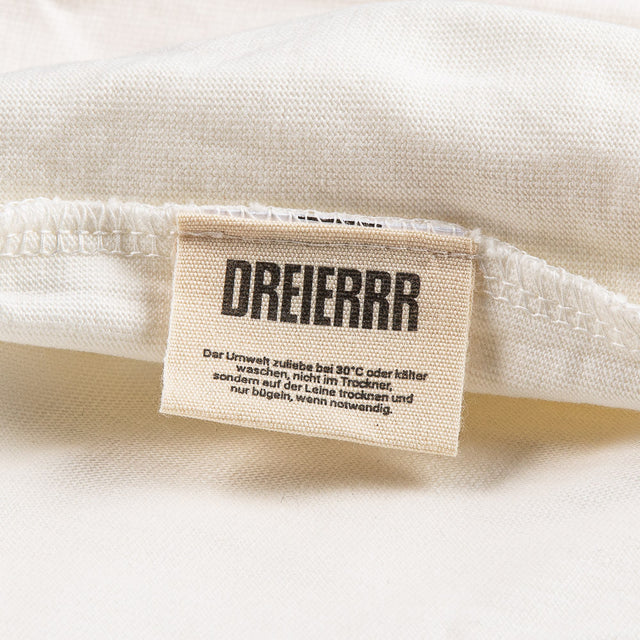 DREIERRR
Der Umwelt zuliebe bei 30°C oder kälter
waschen, nicht im Trockner,
sondern auf der Leine trocknen und
nur bügeln, wenn notwendig.